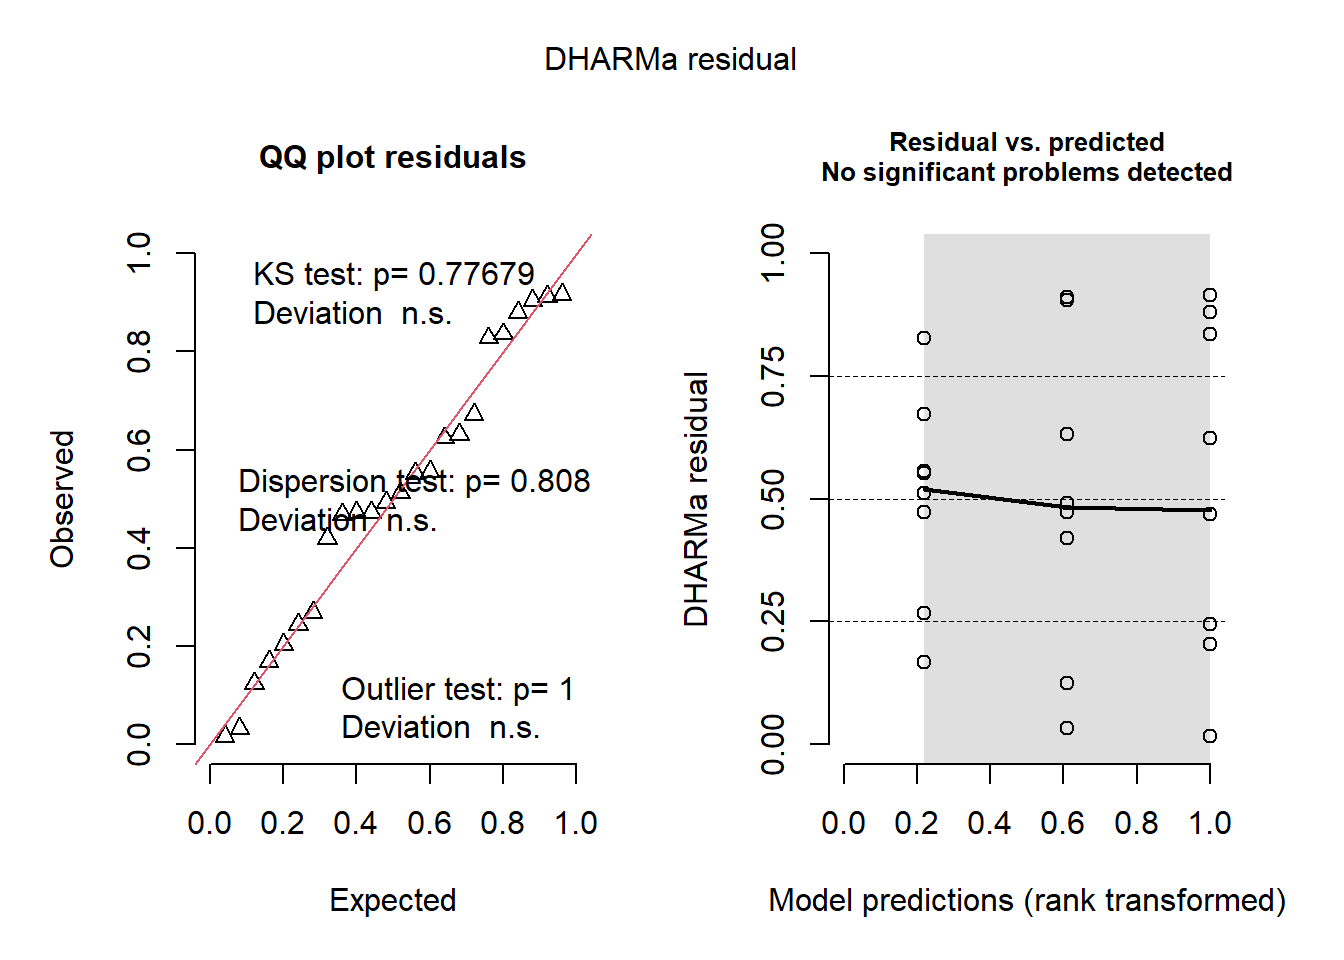 DHARMa residual
QQ plot residuals
KS test: p= 0.77679
Deviation  n.s.
Dispersion test: p= 0.808
Deviation  n.s.
Outlier test: p= 1
Deviation  n.s.
Observed
0.0 0.2 0.4 0.6 0.8 1.0
0.0 0.2 0.4 0.6 0.8 1.0
Expected
Residual vs. predicted
No significant problems detected
DHARMa residual
0.00 0.25 0.50 0.75 1.00
0.0 0.2 0.4 0.6 0.8 1.0
Model predictions (rank transformed)